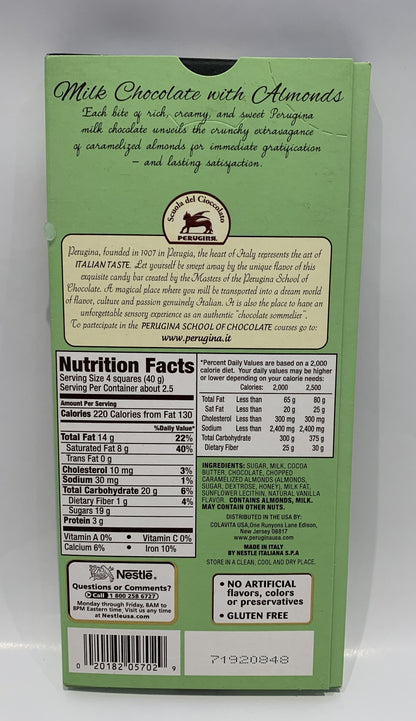 Milk Chocolate with Almonds
Each bite of rich, creamy, and sweet Perugina
milk chocolate unveils the crunchy extravagance
of caramelized almonds for immediate gratification
– and lasting satisfaction.
Scuola del Cioccolato
PERUGINA
Perugina, founded in 1907 in Perugia, the heart of Italy represents the art of
ITALIAN TASTE. Let yourself be swept away by the unique flavor of this
exquisite candy bar created by the Masters of the Perugina School of
Chocolate. A magical place where you will be transported into a dream world
of flavor, culture and passion genuinely Italian. It is also the place to have an
unforgettable sensory experience as an authentic "chocolate sommelier".
To partecipate in the PERUGINA SCHOOL OF CHOCOLATE courses go to:
www.perugina.it
Nutrition Facts
Serving Size 4 squares (40 g)
Serving Per Container about 2.5
Amount Per Serving
Calories 220 Calories from Fat 130
%Daily Value*
Total Fat 14 g 22%
Saturated Fat 8 g 40%
Trans Fat 0 g
Cholesterol 10 mg 3%
Sodium 30 mg 1%
Total Carbohydrate 20 g 6%
Dietary Fiber 1 g 4%
Sugars 19 g
Protein 3 g
Vitamin A 0% • Vitamin C 0%
Calcium 6% • Iron 10%
*Percent Daily Values are based on a 2,000
calorie diet. Your daily values may be higher
or lower depending on your calorie needs:
Calories: 2,000 2,500
Total Fat Less than 65 g 80 g
Sat Fat Less than 20 g 25 g
Cholesterol Less than 300 mg 300 mg
Sodium Less than 2,400 mg 2,400 mg
Total Carbohydrate 300 g 375 g
Dietary Fiber 25 g 30 g
INGREDIENTS: SUGAR, MILK, COCOA
BUTTER, CHOCOLATE, CHOPPED
CARAMELIZED ALMONDS (ALMONDS,
SUGAR, DEXTROSE, HONEY), MILK FAT,
SUNFLOWER LECITHIN, NATURAL VANILLA
FLAVOR. CONTAINS ALMONDS, MILK.
MAY CONTAIN OTHER NUTS.
DISTRIBUTED IN THE USA BY:
COLAVITA USA, One Runyons Lane Edison,
New Jersey 08817
www.peruginausa.com
MADE IN ITALY
BY NESTLE ITALIANA S.P.A
STORE IN A CLEAN, COOL AND DRY PLACE.
Nestlé®
Questions or Comments?
call 1 800 258 6727
Monday through Friday, 8AM to
8PM Eastern time. Visit us any time
at Nestleusa.com
• NO ARTIFICIAL
flavors, colors
or preservatives
• GLUTEN FREE
0 20182 05702 9
71920848